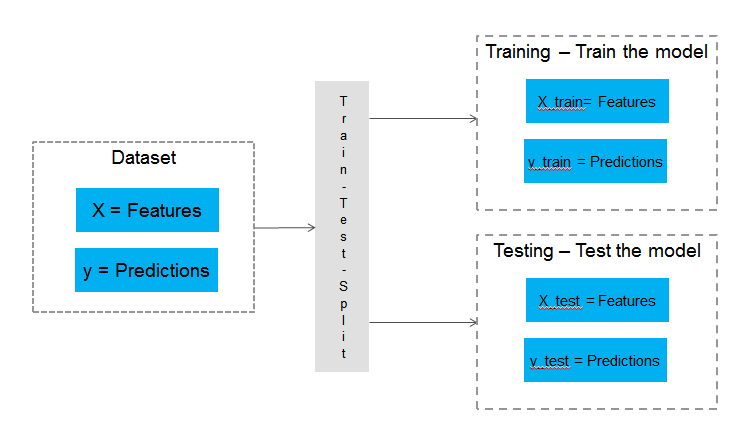 Dataset
X = Features
y = Predictions
Train-Test-Split
Training – Train the model
X_train= Features
y_train = Predictions
Testing – Test the model
X_test = Features
y_test = Predictions